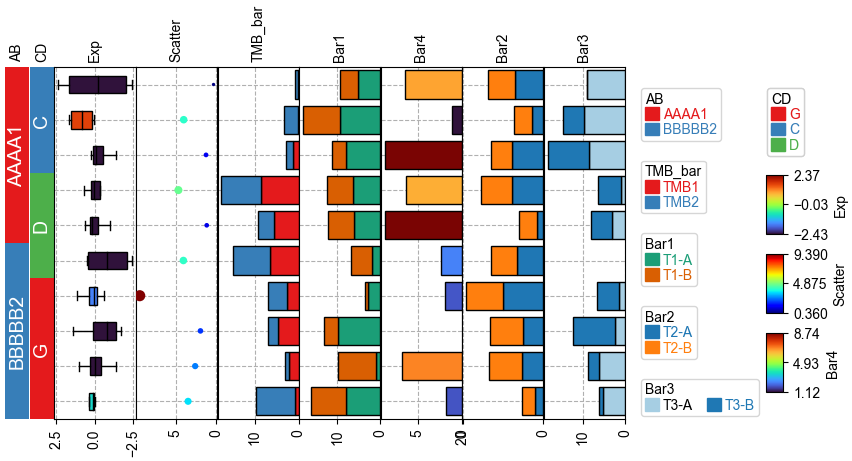 AB
CD
Exp
Scatter
TMB_bar
Bar1
Bar4
Bar2
Bar3
AAAA1
BBBBB2
C
D
G
2.5
0.0
−2.5
5
0
10
0
10
0
5
0
20
0
10
0
AB
AAAA1
BBBBB2
TMB_bar
TMB1
TMB2
Bar1
T1-A
T1-B
Bar2
T2-A
T2-B
Bar3
T3-A T3-B
CD
G
C
D
2.37
−0.03
−2.43
Exp
9.390
4.875
0.360
Scatter
8.74
4.93
1.12
Bar4